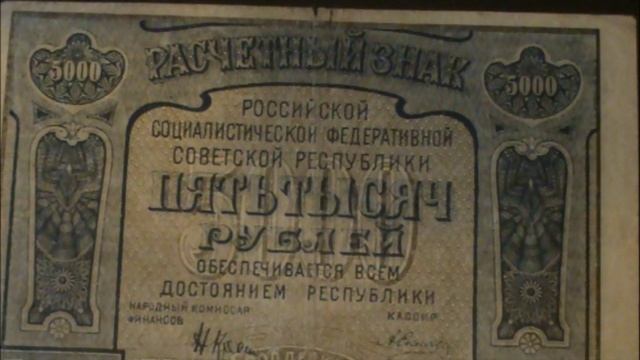 РАСЧЕТНЫЙ ЗНАК
5000 5000
РОССИЙСКОЙ
СОЦИАЛИСТИЧЕСКОЙ ФЕДЕРАТИВНОЙ
СОВЕТСКОЙ РЕСПУБЛИКИ
ПЯТЬ ТЫСЯЧ
РУБЛЕЙ
ОБЕСПЕЧИВАЕТСЯ ВСЕМ
ДОСТОЯНИЕМ РЕСПУБЛИКИ
НАРОДНЫЙ КОМИССАР
ФИНАНСОВ
КАССИР